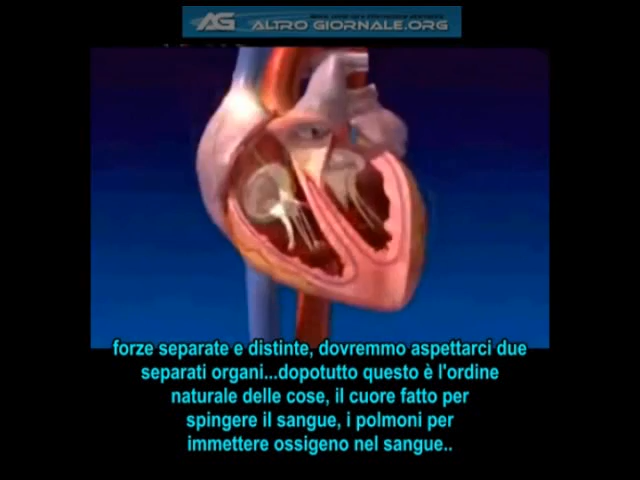 AG ALTRO GIORNALE.ORG
forze separate e distinte, dovremmo aspettarci due
separati organi...dopotutto questo è l'ordine
naturale delle cose, il cuore fatto per
spingere il sangue, i polmoni per
immettere ossigeno nel sangue..